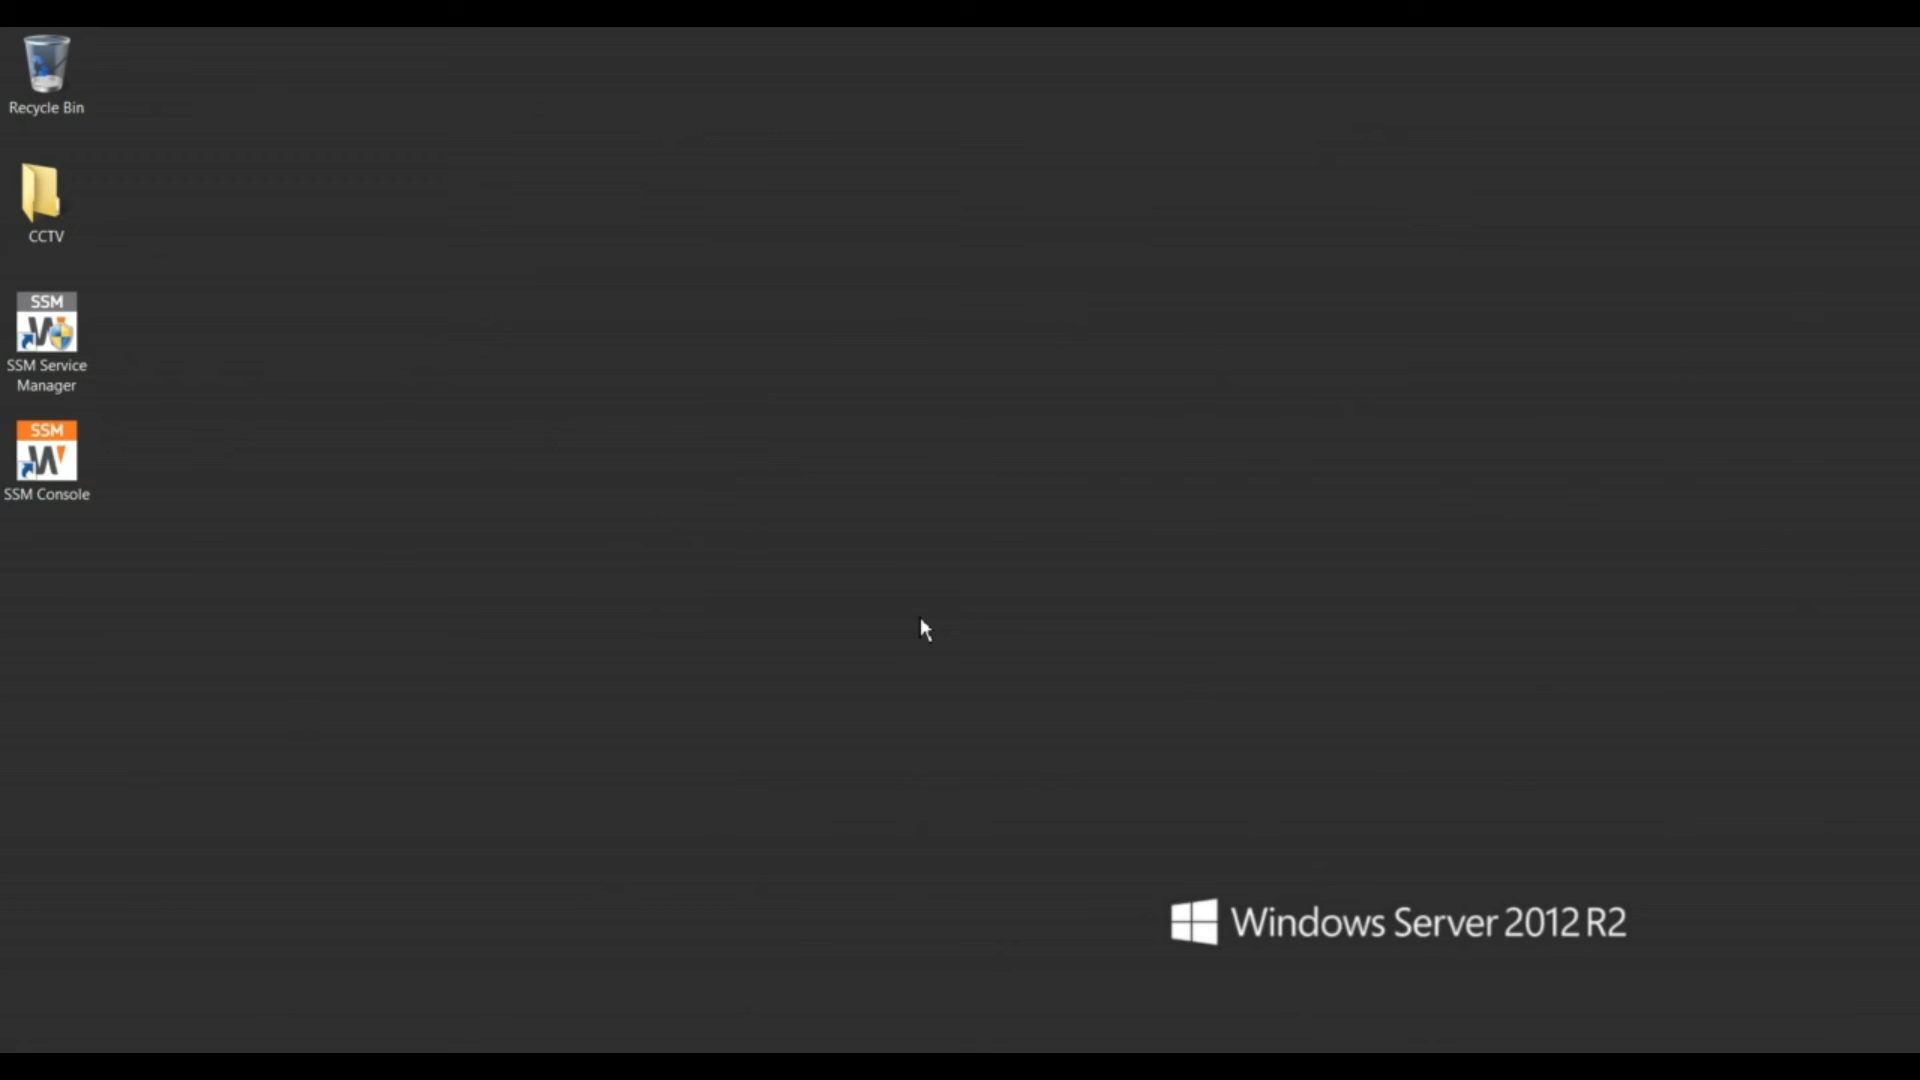 Recycle Bin
CCTV
SSM
SSM Service
Manager
SSM
SSM Console
Windows Server 2012 R2